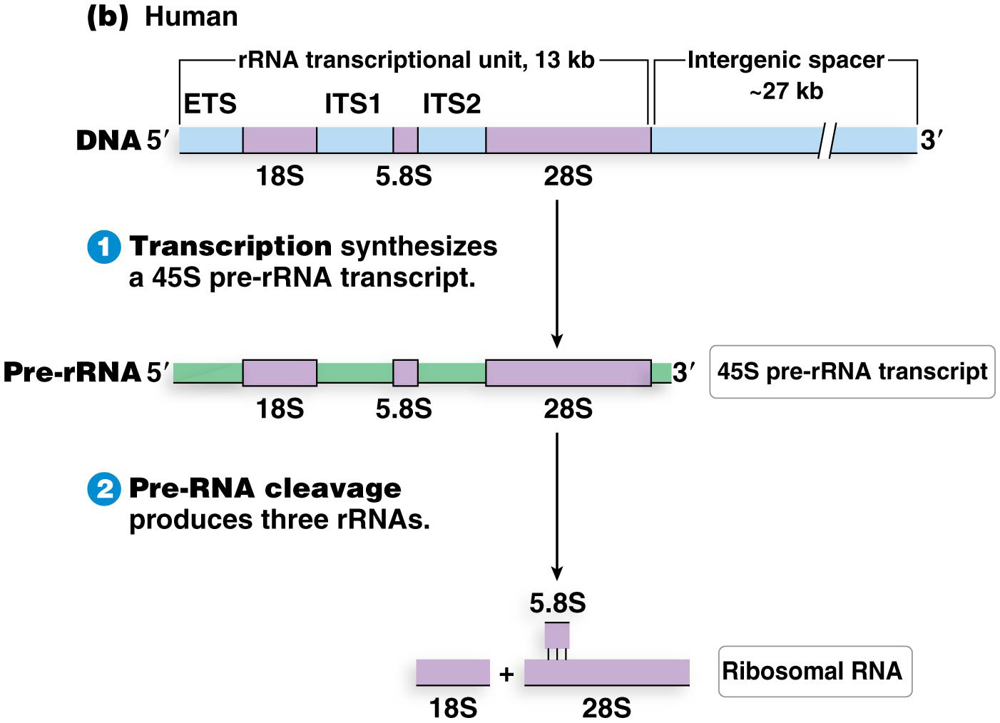 (b) Human
rRNA transcriptional unit, 13 kb
Intergenic spacer
~27 kb
ETS ITS1 ITS2
DNA 5′ 3′
18S 5.8S 28S
1 Transcription synthesizes
a 45S pre-rRNA transcript.
Pre-rRNA 5′ 3′ 45S pre-rRNA transcript
18S 5.8S 28S
2 Pre-RNA cleavage
produces three rRNAs.
5.8S
+ Ribosomal RNA
18S 28S